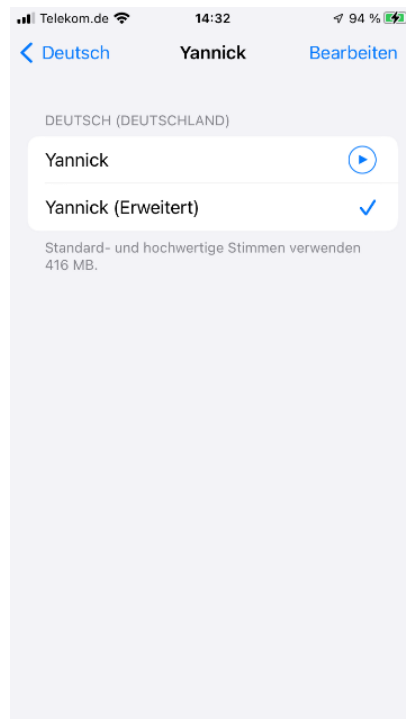 Telekom.de 14:32 94 %
Deutsch Yannick Bearbeiten
DEUTSCH (DEUTSCHLAND)
Yannick
Yannick (Erweitert)
Standard- und hochwertige Stimmen verwenden
416 MB.